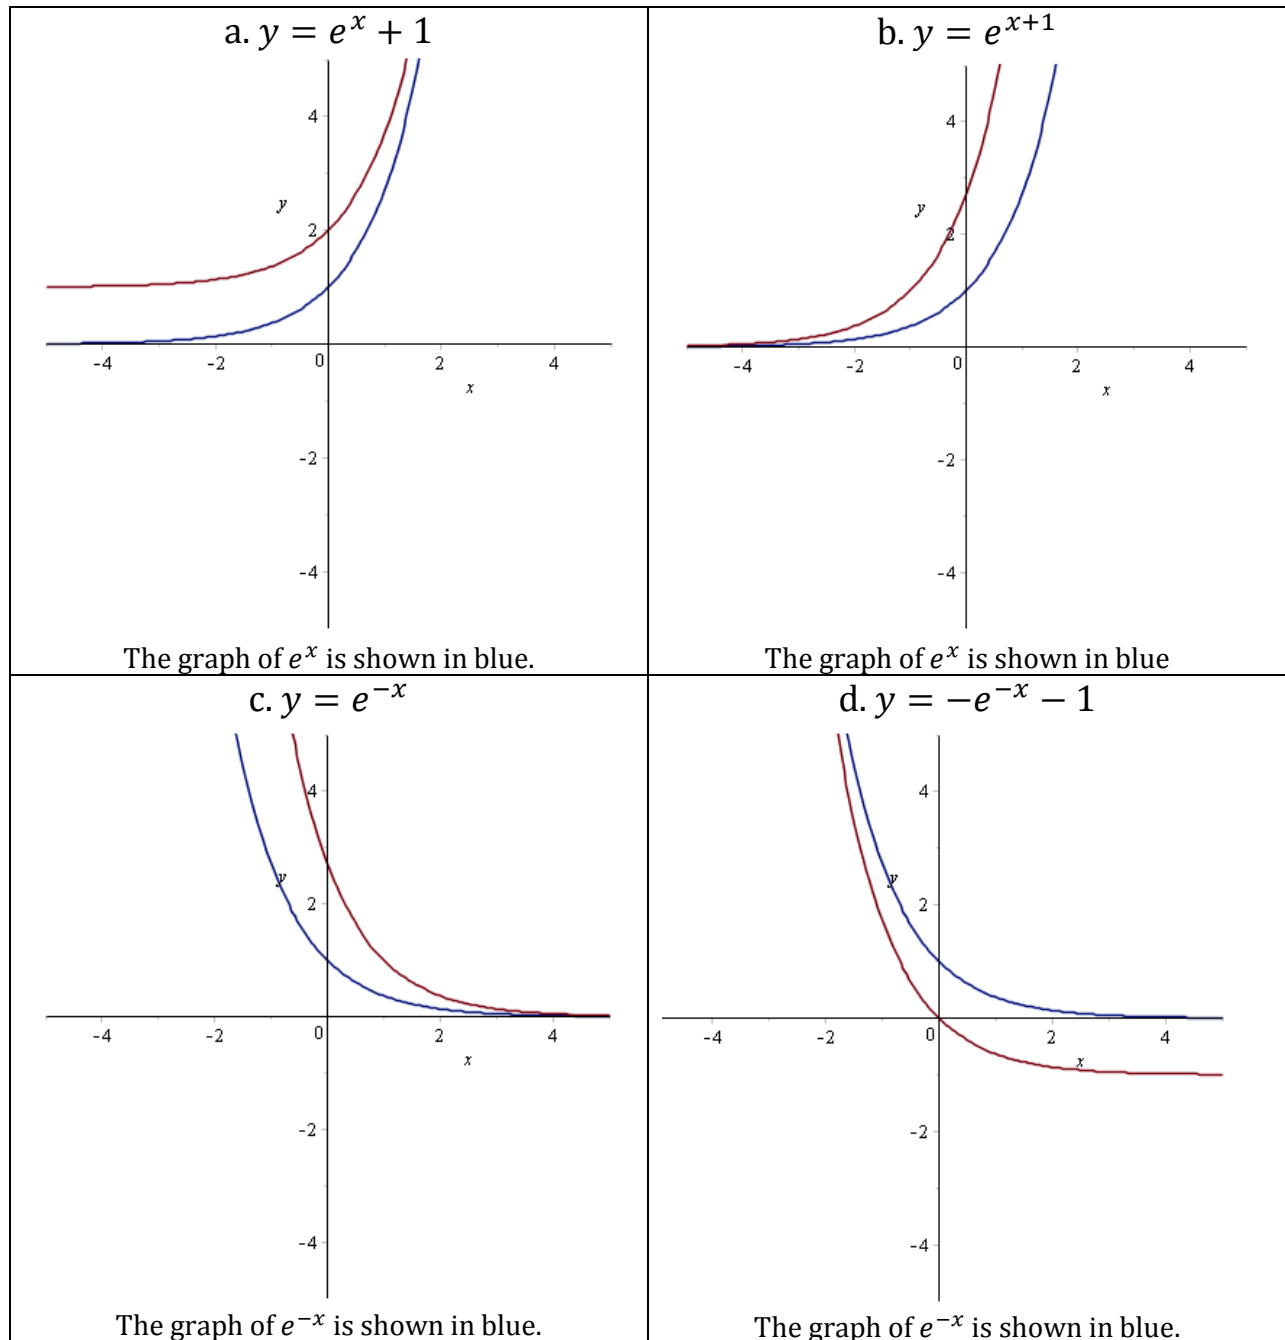 a. y = e^x + 1
4
y
2
-4 -2 0 2 4
x
-2
-4
The graph of e^x is shown in blue.
b. y = e^{x+1}
4
y
2
-4 -2 0 2 4
x
-2
-4
The graph of e^x is shown in blue
c. y = e^{-x}
4
y
2
-4 -2 0 2 4
x
-2
-4
The graph of e^{-x} is shown in blue.
d. y = -e^{-x} - 1
4
y
2
-4 -2 0 2 4
x
-2
-4
The graph of e^{-x} is shown in blue.